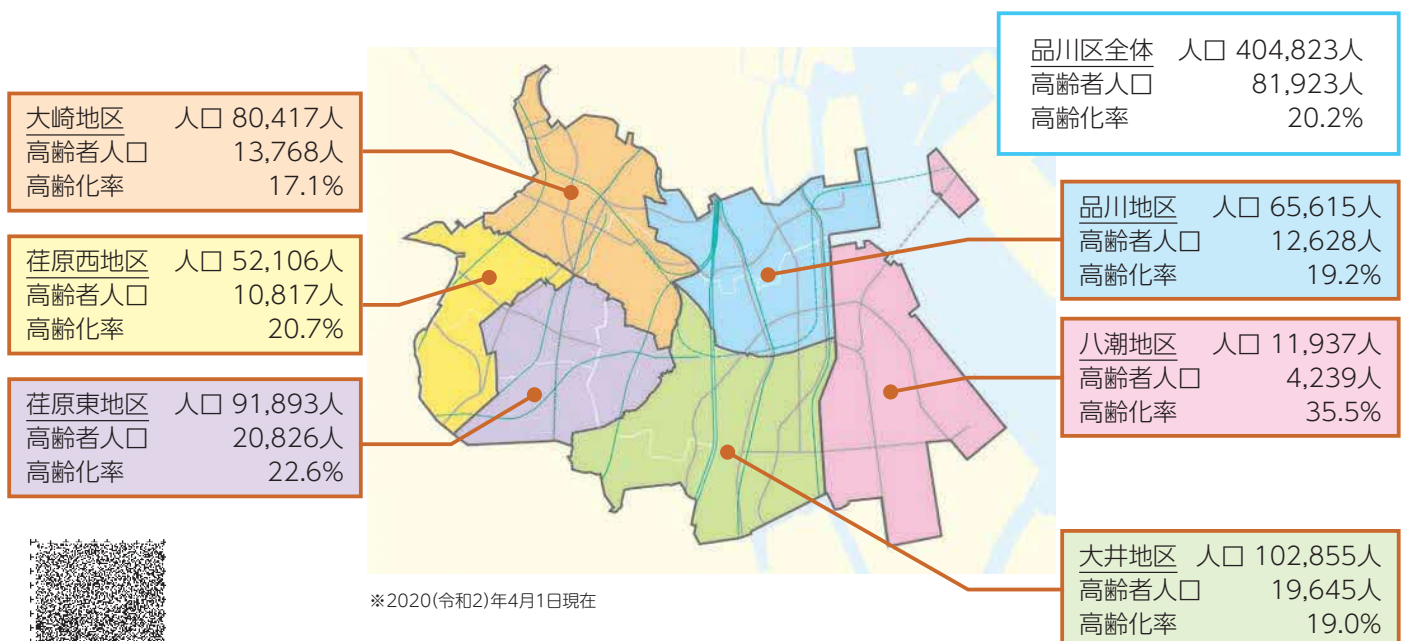 品川区全体 人口 404,823人
高齢者人口 81,923人
高齢化率 20.2%
大崎地区 人口 80,417人
高齢者人口 13,768人
高齢化率 17.1%
品川地区 人口 65,615人
高齢者人口 12,628人
高齢化率 19.2%
荏原西地区 人口 52,106人
高齢者人口 10,817人
高齢化率 20.7%
八潮地区 人口 11,937人
高齢者人口 4,239人
高齢化率 35.5%
荏原東地区 人口 91,893人
高齢者人口 20,826人
高齢化率 22.6%
大井地区 人口 102,855人
高齢者人口 19,645人
高齢化率 19.0%
※2020(令和2)年4月1日現在